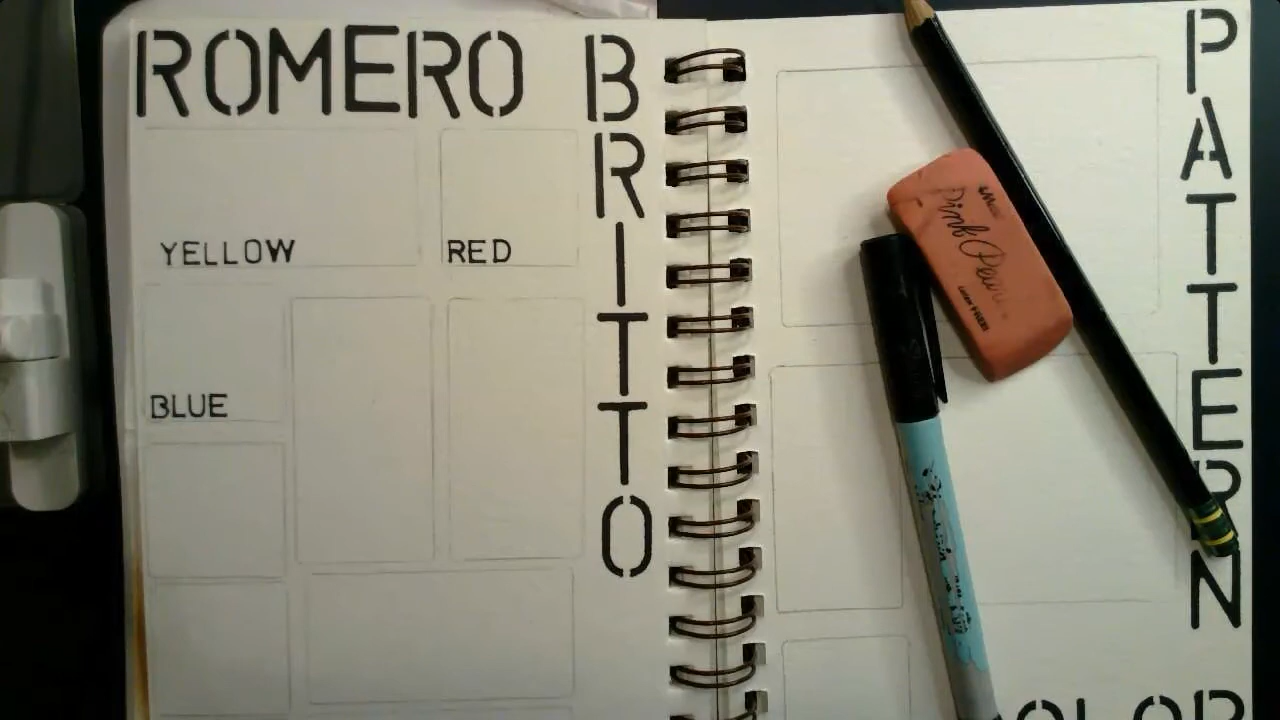 ROMERO
BRITTO
YELLOW
RED
BLUE
PATTERN
Pink Pearl